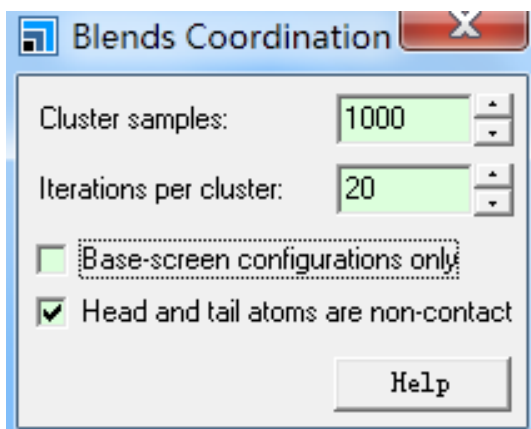 Blends Coordination
Cluster samples: 1000
Iterations per cluster: 20
Base-screen configurations only
Head and tail atoms are non-contact
Help